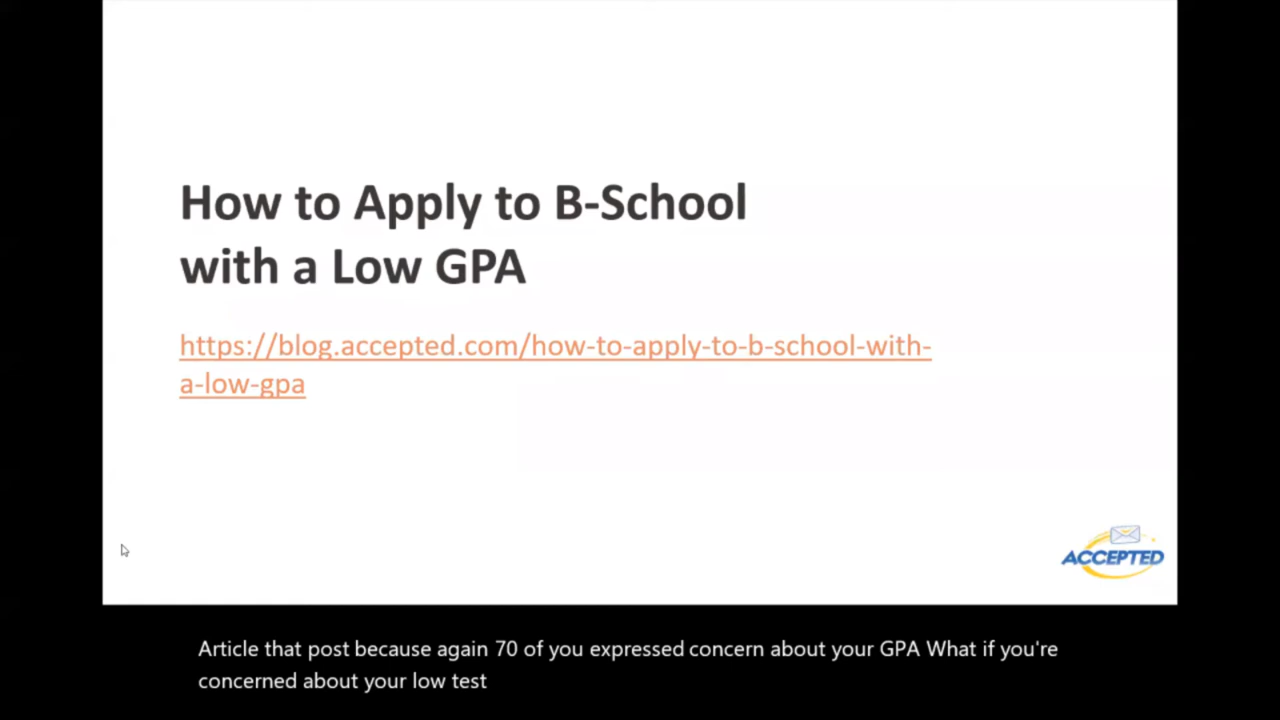 How to Apply to B-School
with a Low GPA
https://blog.accepted.com/how-to-apply-to-b-school-with-
a-low-gpa
ACCEPTED
Article that post because again 70 of you expressed concern about your GPA What if you're
concerned about your low test